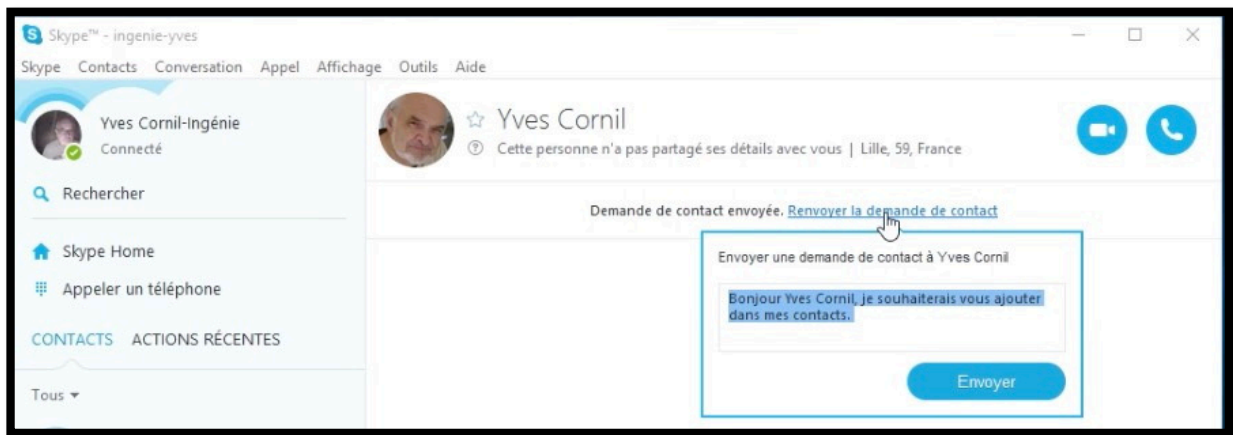 Skype™ - ingenie-yves
Skype Contacts Conversation Appel Affichage Outils Aide
Yves Cornil-Ingénie
Connecté
Rechercher
Skype Home
Appeler un téléphone
CONTACTS ACTIONS RÉCENTES
Tous
Yves Cornil
Cette personne n'a pas partagé ses détails avec vous | Lille, 59, France
Demande de contact envoyée. Renvoyer la demande de contact
Envoyer une demande de contact à Yves Cornil
Bonjour Yves Cornil, je souhaiterais vous ajouter
dans mes contacts.
Envoyer